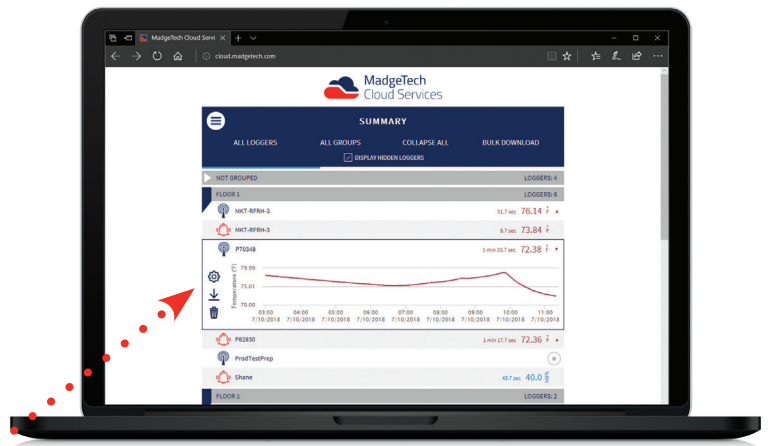 MadgeTech Cloud Servi
cloud.madgetech.com
MadgeTech
Cloud Services
SUMMARY
ALL LOGGERS ALL GROUPS COLLAPSE ALL BULK DOWNLOAD
DISPLAY HIDDEN LOGGERS
NOT GROUPED LOGGERS: 4
FLOOR 1 LOGGERS: 6
MKT-RFRH-3 51.7 sec 76.14 °F
MKT-RFRH-3 6.7 sec 73.84 °F
PT0348 1 min 33.7 sec 72.38 °F
Temperature (°F)
79.99
75.01
70.00
03:00 04:00 05:00 06:00 07:00 08:00 09:00 10:00 11:00
7/10/2018 7/10/2018 7/10/2018 7/10/2018 7/10/2018 7/10/2018 7/10/2018 7/10/2018 7/10/2018
P82830 1 min 17.7 sec 72.36 °F
ProdTestPrep
Shane 49.7 sec 40.0
FLOOR 2 LOGGERS: 2